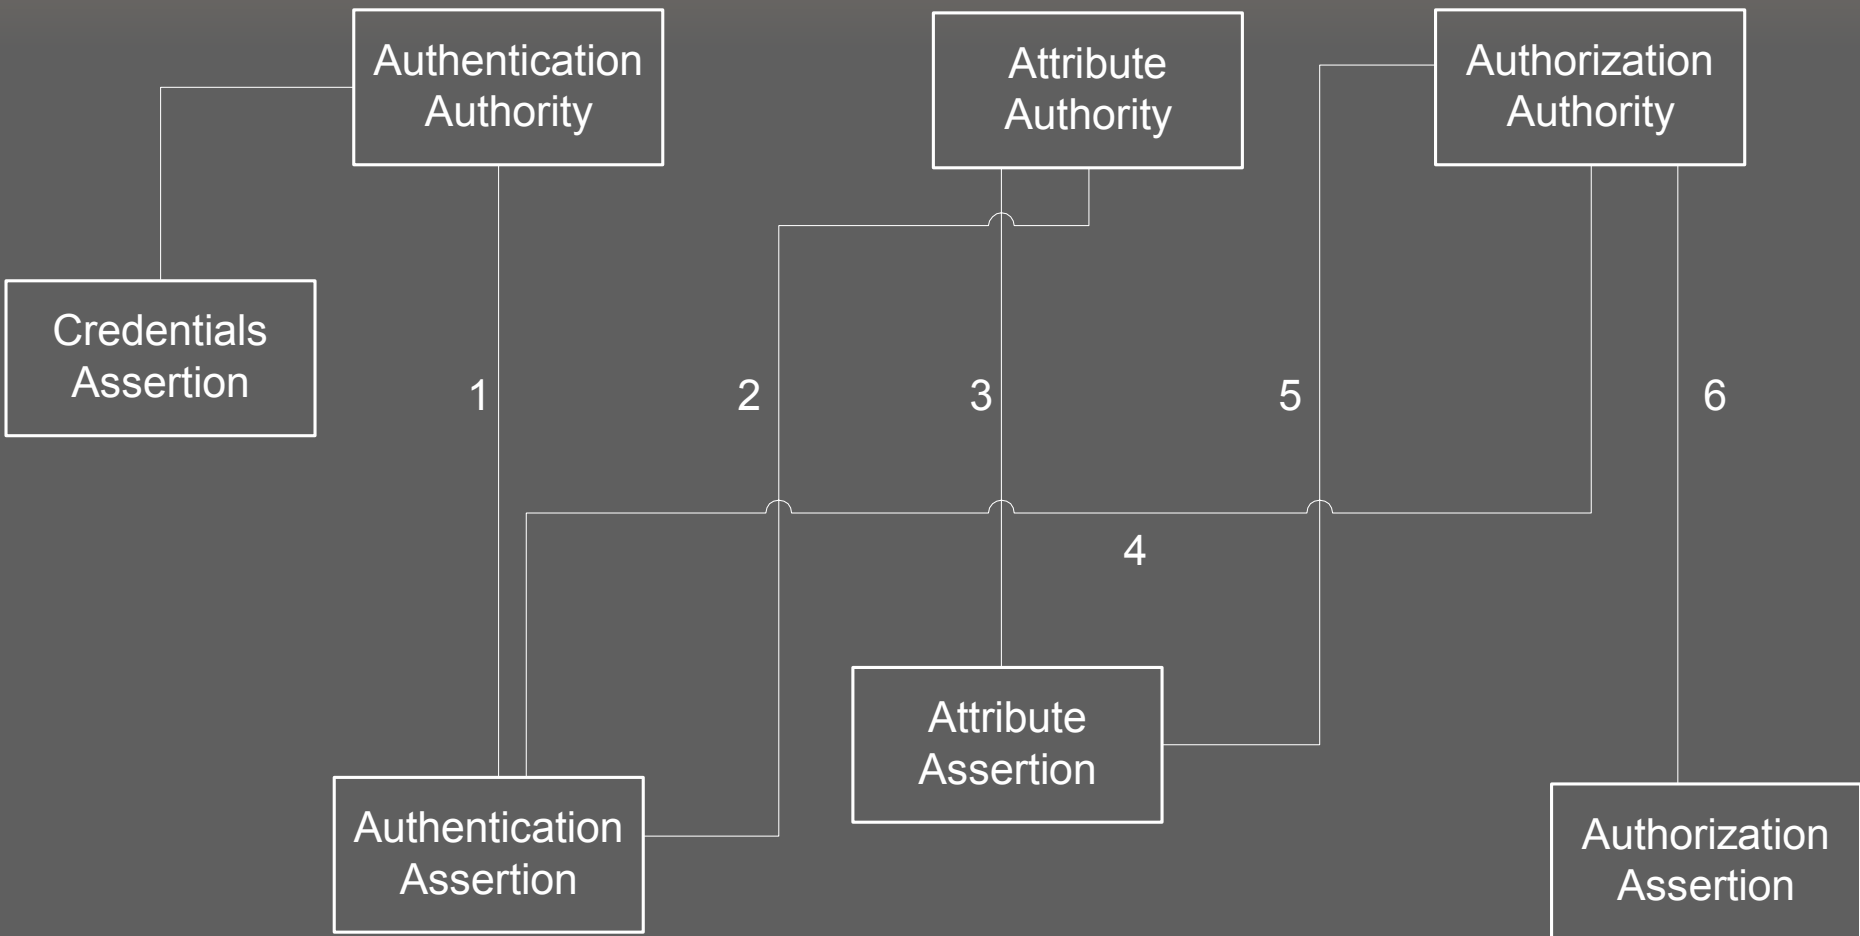 Authentication
Authority
Attribute
Authority
Authorization
Authority
Credentials
Assertion
1
2
3
5
6
4
Attribute
Assertion
Authentication
Assertion
Authorization
Assertion